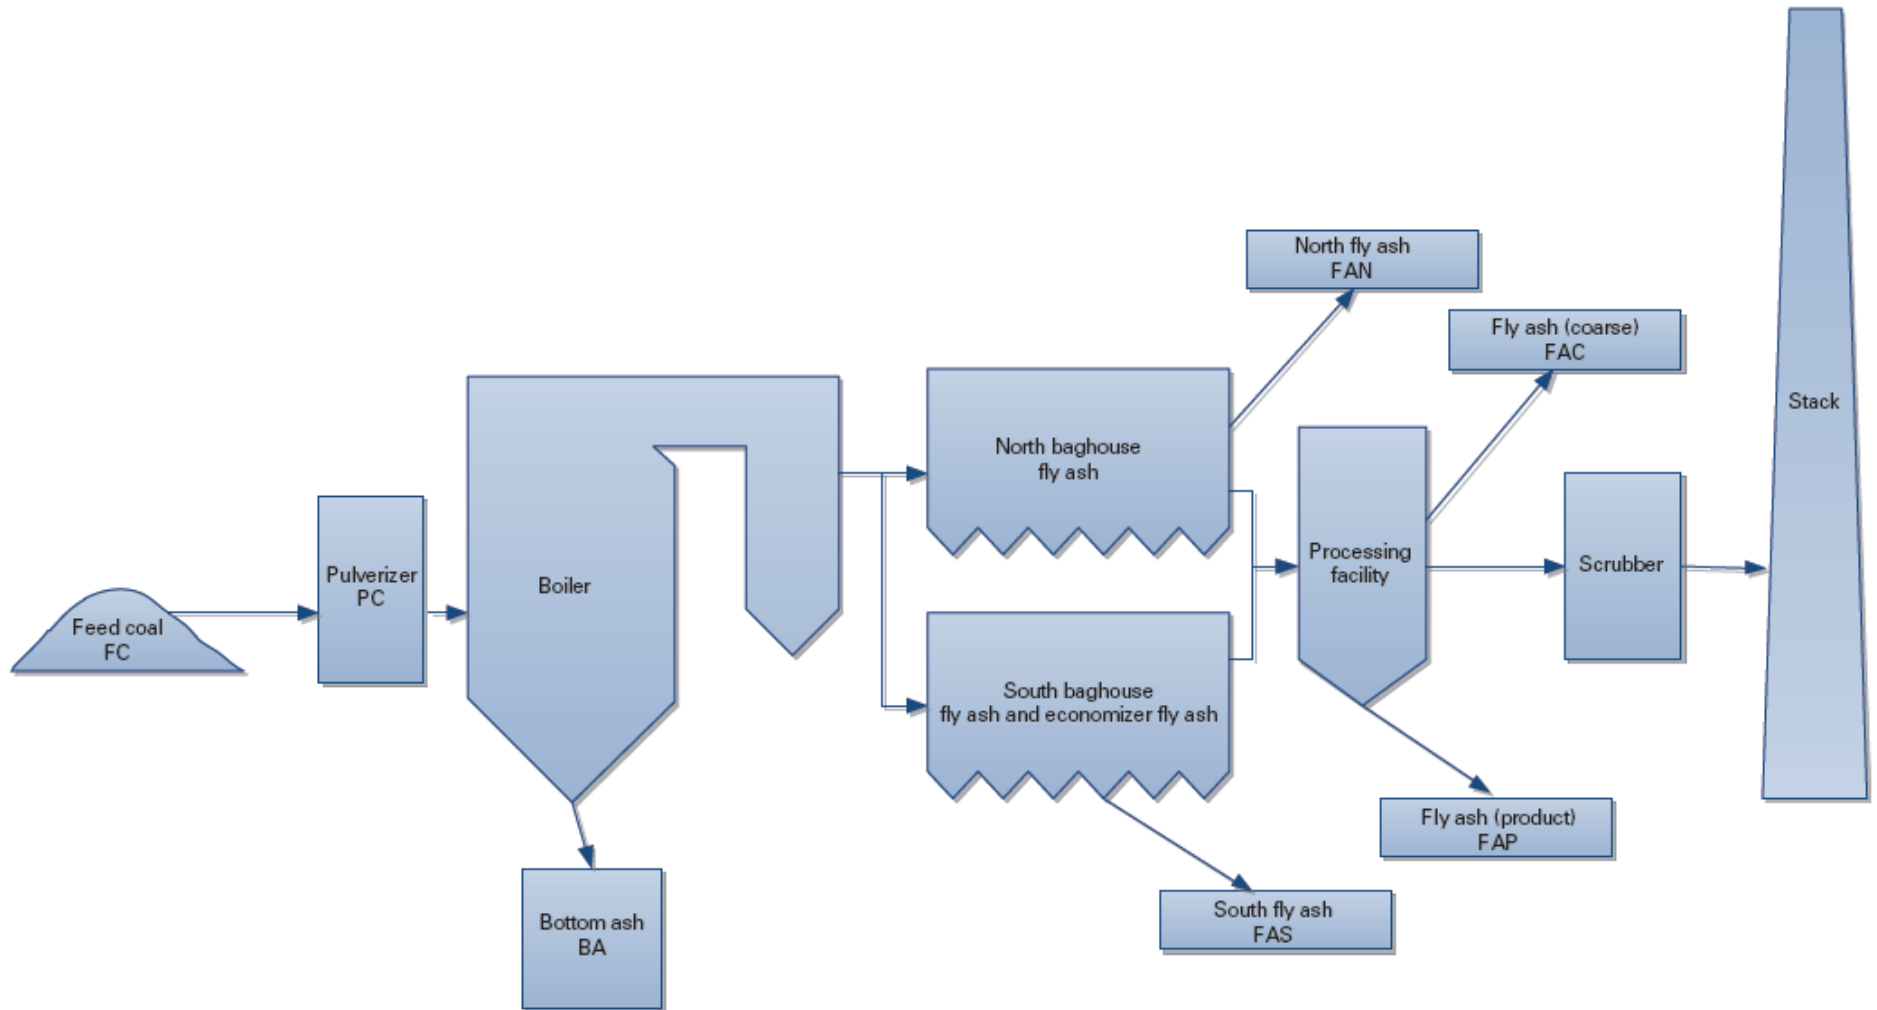 Feed coal
FC
Pulverizer
PC
Boiler
Bottom ash
BA
North baghouse
fly ash
South baghouse
fly ash and economizer fly ash
North fly ash
FAN
South fly ash
FAS
Processing
facility
Fly ash (coarse)
FAC
Fly ash (product)
FAP
Scrubber
Stack